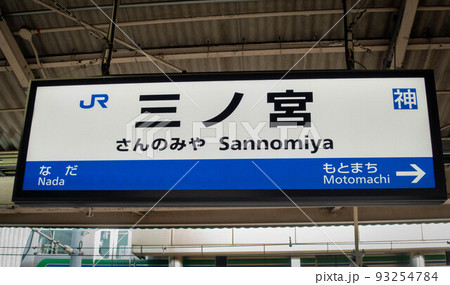 JR 三ノ宮 神
さんのみや Sannomiya
なだ もとまち
Nada Motomachi →
pixta.jp - 93254784